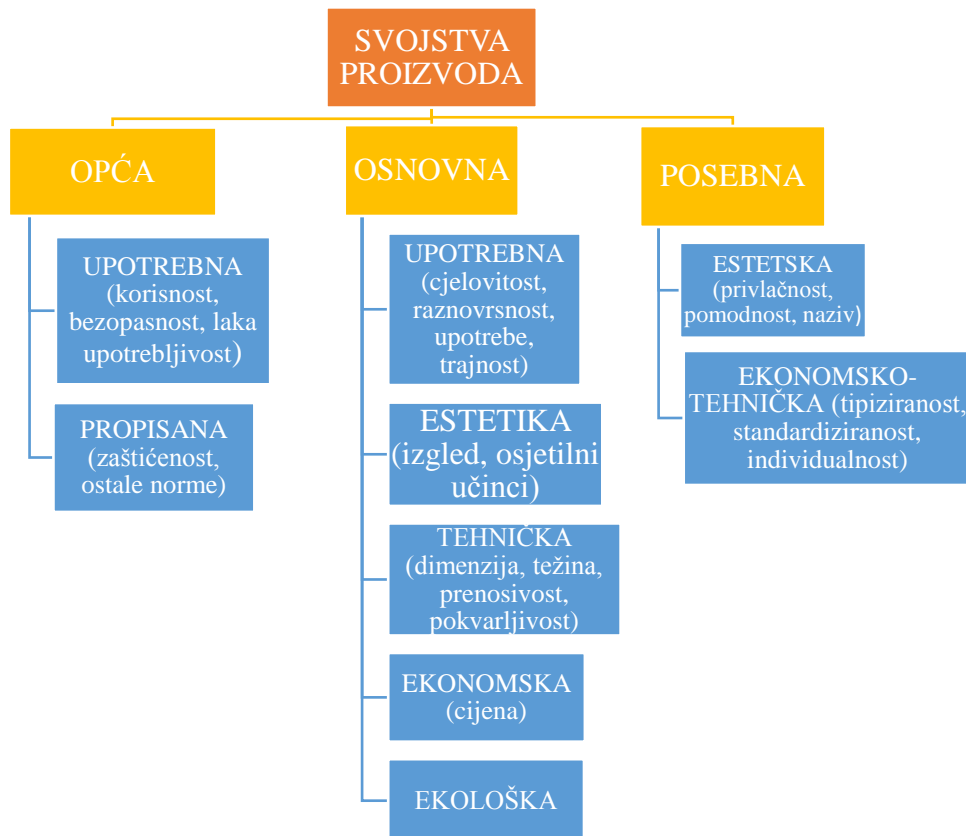 SVOJSTVA
PROIZVODA
OPĆA
UPOTREBNA
(korisnost,
bezopasnost, laka
upotrebljivost)
PROPISANA
(zaštićenost,
ostale norme)
OSNOVNA
UPOTREBNA
(cjelovitost,
raznovrsnost,
upotrebe,
trajnost)
ESTETIKA
(izgled, osjetilni
učinci)
TEHNIČKA
(dimenzija, težina,
prenosivost,
pokvarljivost)
EKONOMSKA
(cijena)
EKOLOŠKA
POSEBNA
ESTETSKA
(privlačnost,
pomodnost, naziv)
EKONOMSKO-
TEHNIČKA (tipiziranost,
standardiziranost,
individualnost)